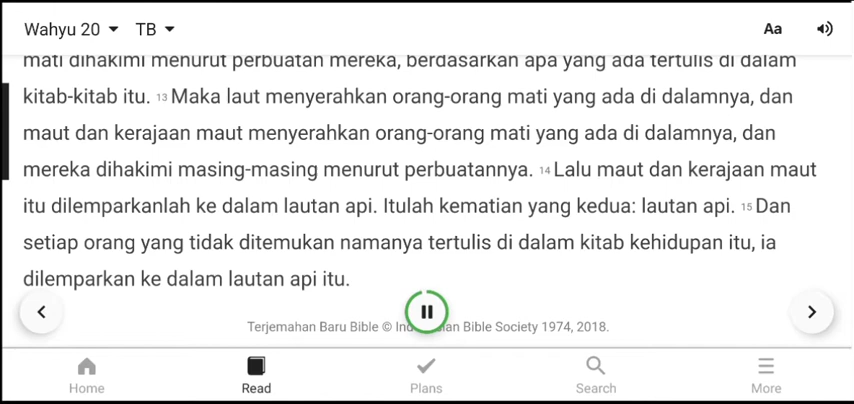 Wahyu 20 TB Aa
mati dihakimi menurut perbuatan mereka, berdasarkan apa yang ada tertulis di dalam
kitab-kitab itu. 13 Maka laut menyerahkan orang-orang mati yang ada di dalamnya, dan
maut dan kerajaan maut menyerahkan orang-orang mati yang ada di dalamnya, dan
mereka dihakimi masing-masing menurut perbuatannya. 14 Lalu maut dan kerajaan maut
itu dilemparkanlah ke dalam lautan api. Itulah kematian yang kedua: lautan api. 15 Dan
setiap orang yang tidak ditemukan namanya tertulis di dalam kitab kehidupan itu, ia
dilemparkan ke dalam lautan api itu.
Terjemahan Baru Bible © Bible Society 1974, 2018.
Home Read Plans Search More